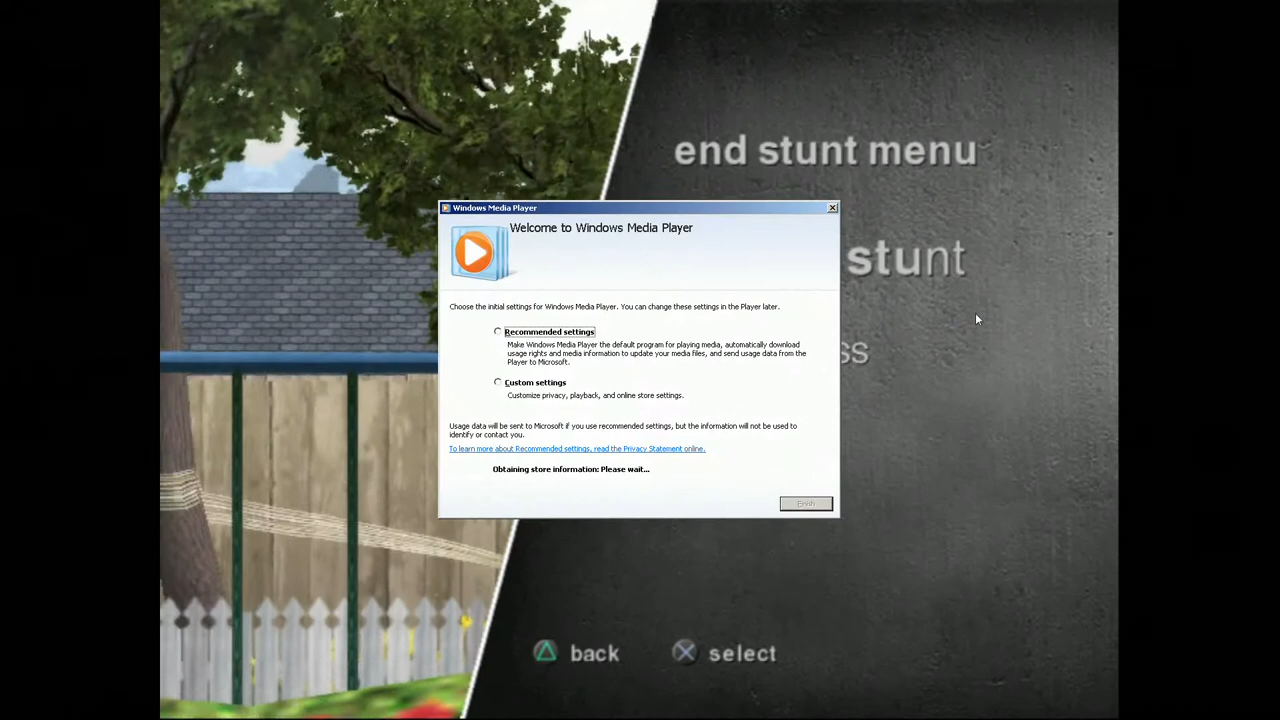 end stunt menu
Windows Media Player
Welcome to Windows Media Player
stunt
Choose the initial settings for Windows Media Player. You can change these settings in the Player later.
Recommended settings
Make Windows Media Player the default program for playing media, automatically download
usage rights and media information to update your media files, and send usage data from the
Player to Microsoft.
ss
Custom settings
Customize privacy, playback, and online store settings.
Usage data will be sent to Microsoft if you use recommended settings, but the information will not be used to
identify or contact you.
To learn more about Recommended settings, read the Privacy Statement online.
Obtaining store information: Please wait...
Finish
back select